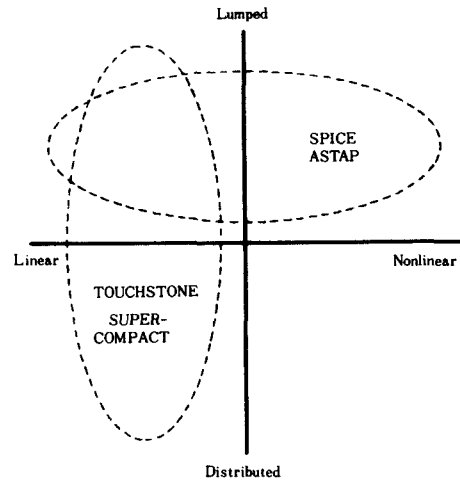 Lumped
SPICE
ASTAP
Linear
Nonlinear
TOUCHSTONE
SUPER-
COMPACT
Distributed